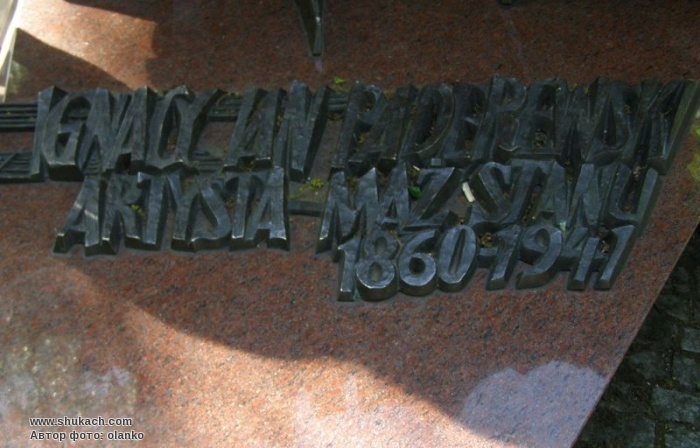 IGNACY JAN PADEREWSKI
ARTYSTA MĄŻ STANU
1860-1941
www.shukach.com
Автор фото: olanko